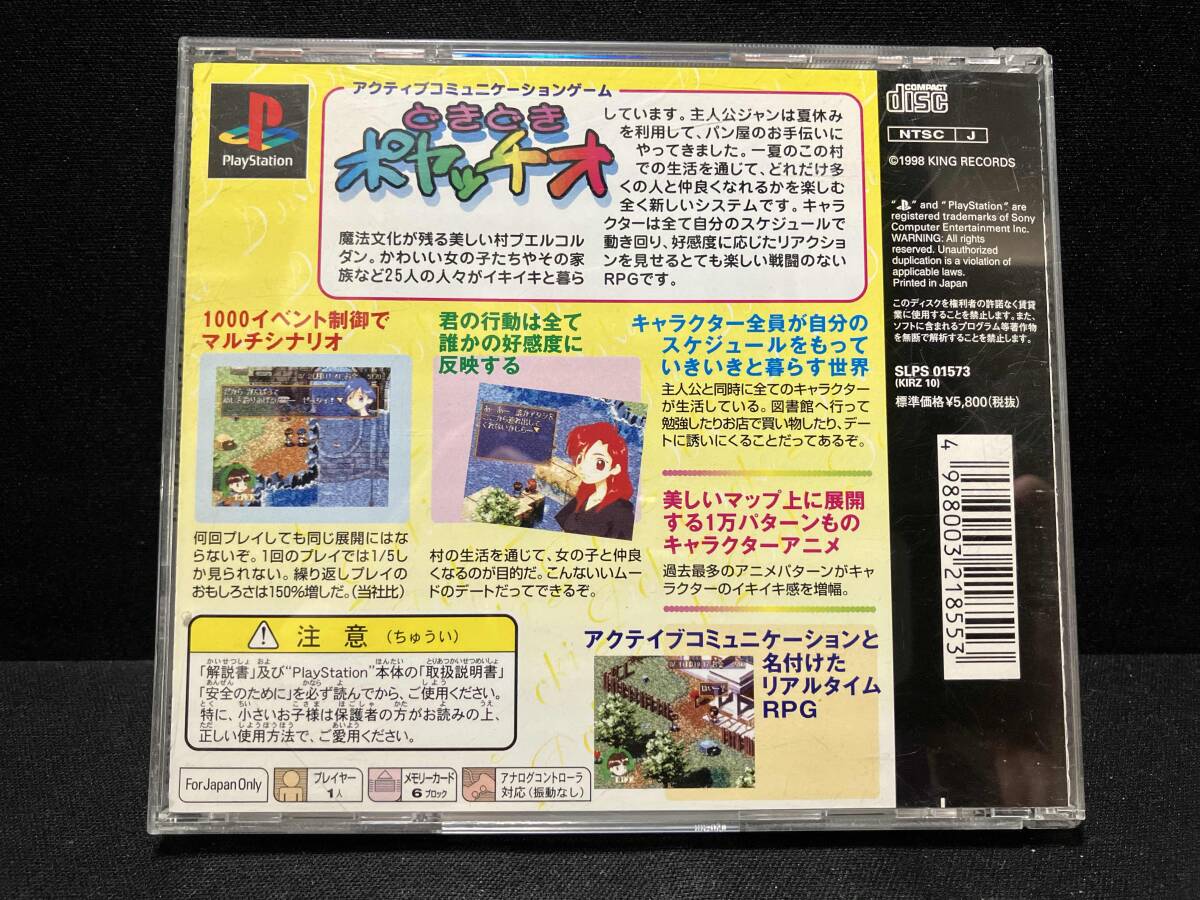 PlayStation
アクティブコミュニケーションゲーム
どきどき
ポヤッチオ
魔法文化が残る美しい村プエルコル
ダン。かわいい女の子たちやその家
族など25人の人々がイキイキと暮ら
しています。主人公ジャンは夏休み
を利用して、パン屋のお手伝いに
やってきました。一夏のこの村
での生活を通じて、どれだけ多
くの人と仲良くなれるかを楽しむ
全く新しいシステムです。キャラ
クターは全て自分のスケジュールで
動き回り、好感度に応じたリアクショ
ンを見せるとても楽しい戦闘のない
RPGです。
1000イベント制御で
マルチシナリオ
何回プレイしても同じ展開にはな
らないぞ。1回のプレイでは1/5し
か見られない。繰り返しプレイの
おもしろさは150%増しだ。(当社比)
君の行動は全て
誰かの好感度に
反映する
村の生活を通じて、女の子と仲良
くなるのが目的だ。こんないいムー
ドのデートだってできるぞ。
キャラクター全員が自分の
スケジュールをもって
いきいきと暮らす世界
主人公と同時に全てのキャラクター
が生活している。図書館へ行って
勉強したりお店で買い物したり、デー
トに誘いにくることだってあるぞ。
美しいマップ上に展開
する1万パターンもの
キャラクターアニメ
過去最多のアニメパターンがキャ
ラクターのイキイキ感を増幅。
アクテイブコミュニケーションと
名付けた
リアルタイム
RPG
注意(ちゅうい)
「解説書」及び"PlayStation"本体の「取扱説明書」
「安全のために」を必ず読んでから、ご使用ください。
特に、小さいお子様は保護者の方がお読みの上、
正しい使用方法で、ご愛用ください。
For Japan Only
プレイヤー
1人
メモリーカード
6ブロック
アナログコントローラ
対応(振動なし)
COMPACT
disc
NTSC J
©1998 KING RECORDS
" " and "PlayStation" are
registered trademarks of Sony
Computer Entertainment Inc.
WARNING: All rights
reserved. Unauthorized
duplication is a violation of
applicable laws.
Printed in Japan
このディスクを権利者の許諾なく賃貸
業に使用することを禁止します。また、
ソフトに含まれるプログラム等著作物
を無断で解析することを禁止します。
SLPS 01573
(KIRZ 10)
標準価格¥5,800(税抜)
4 988003 218553